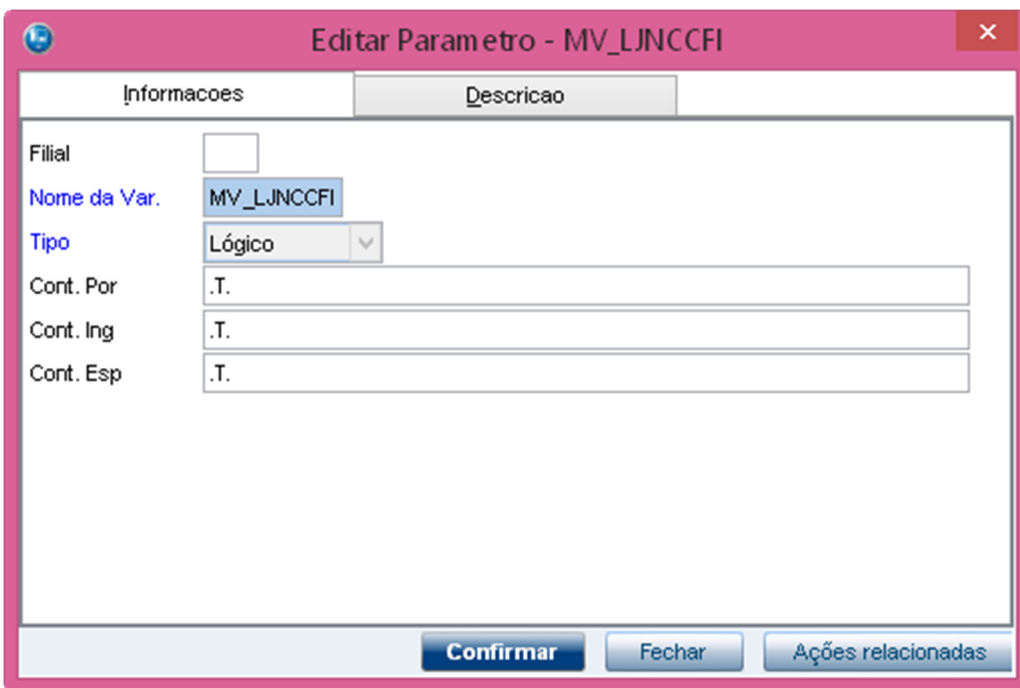 Editar Parametro - MV_LJNCCFI
Informacoes Descricao
Filial
Nome da Var. MV_LJNCCFI
Tipo Lógico
Cont. Por .T.
Cont. Ing .T.
Cont. Esp .T.
Confirmar Fechar Ações relacionadas